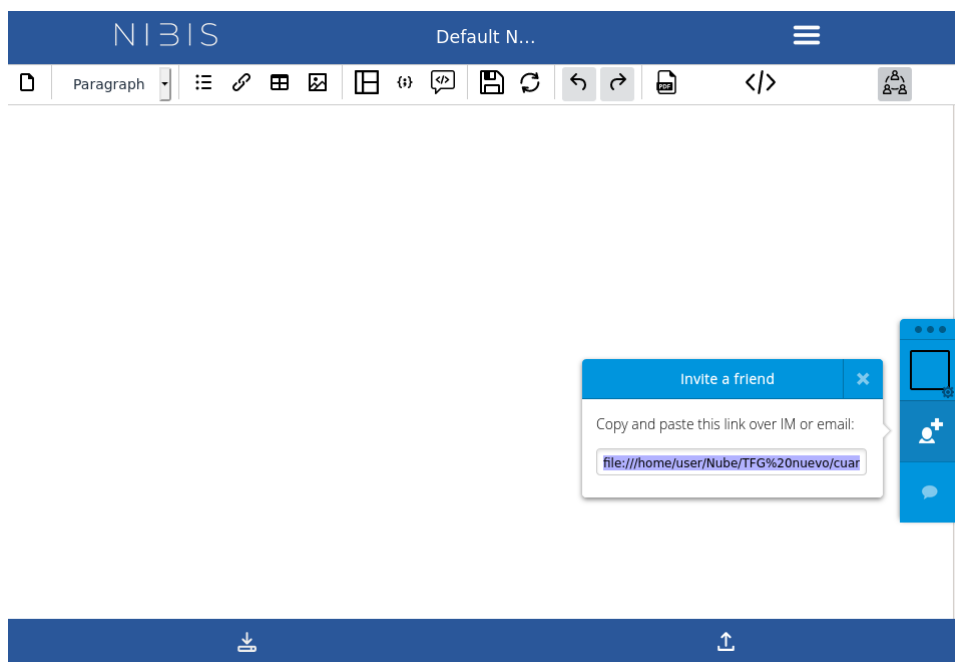 NIBIS
Default N...
Paragraph
PDF
Invite a friend
Copy and paste this link over IM or email:
file:///home/user/Nube/TFG%20nuevo/cuar